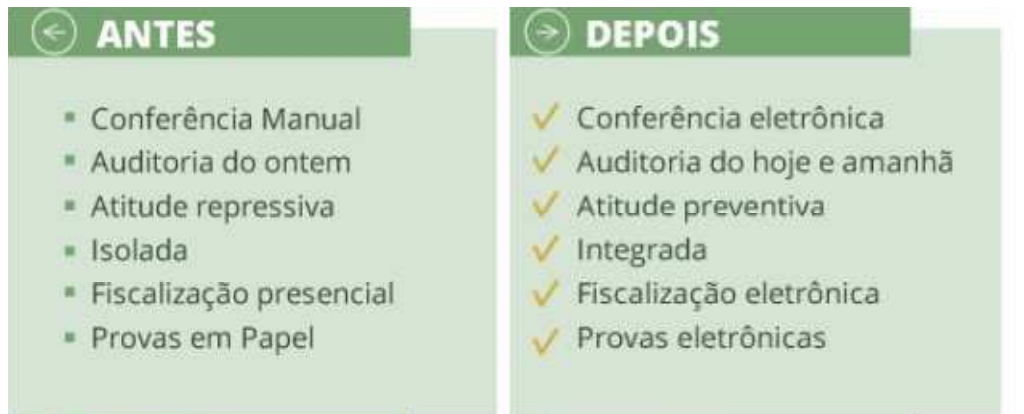 ANTES
Conferência Manual
Auditoria do ontem
Atitude repressiva
Isolada
Fiscalização presencial
Provas em Papel
DEPOIS
Conferência eletrônica
Auditoria do hoje e amanhã
Atitude preventiva
Integrada
Fiscalização eletrônica
Provas eletrônicas